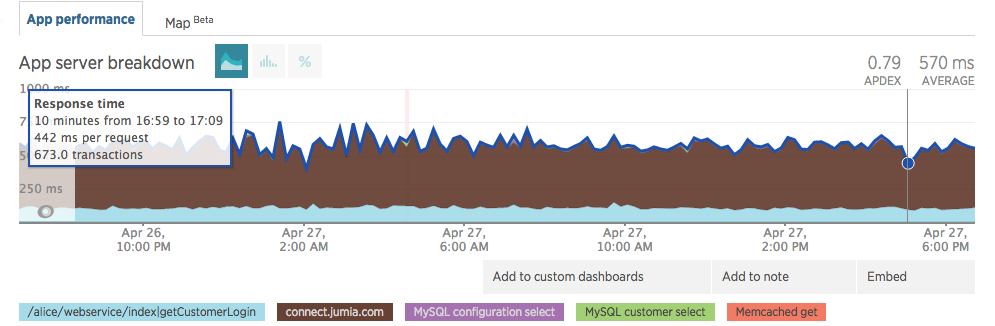 App performance
Map Beta
App server breakdown
%
0.79
APDEX
570 ms
AVERAGE
1000 ms
Response time
10 minutes from 16:59 to 17:09
442 ms per request
673.0 transactions
250 ms
Apr 26,
10:00 PM
Apr 27,
2:00 AM
Apr 27,
6:00 AM
Apr 27,
10:00 AM
Apr 27,
2:00 PM
Apr 27,
6:00 PM
Add to custom dashboards
Add to note
Embed
/alice/webservice/index|getCustomerLogin
connect.jumia.com
MySQL configuration select
MySQL customer select
Memcached get